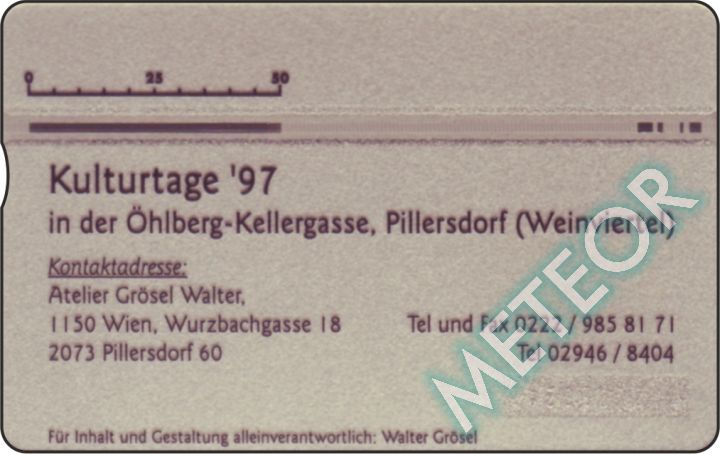 0 25 50
Kulturtage '97
in der Öhlberg-Kellergasse, Pillersdorf (Weinviertel)
Kontaktadresse:
Atelier Grösel Walter,
1150 Wien, Wurzbachgasse 18 Tel und Fax 0222 / 985 81 71
2073 Pillersdorf 60 Tel 02946 / 8404
Für Inhalt und Gestaltung alleinverantwortlich: Walter Grösel
METEOR